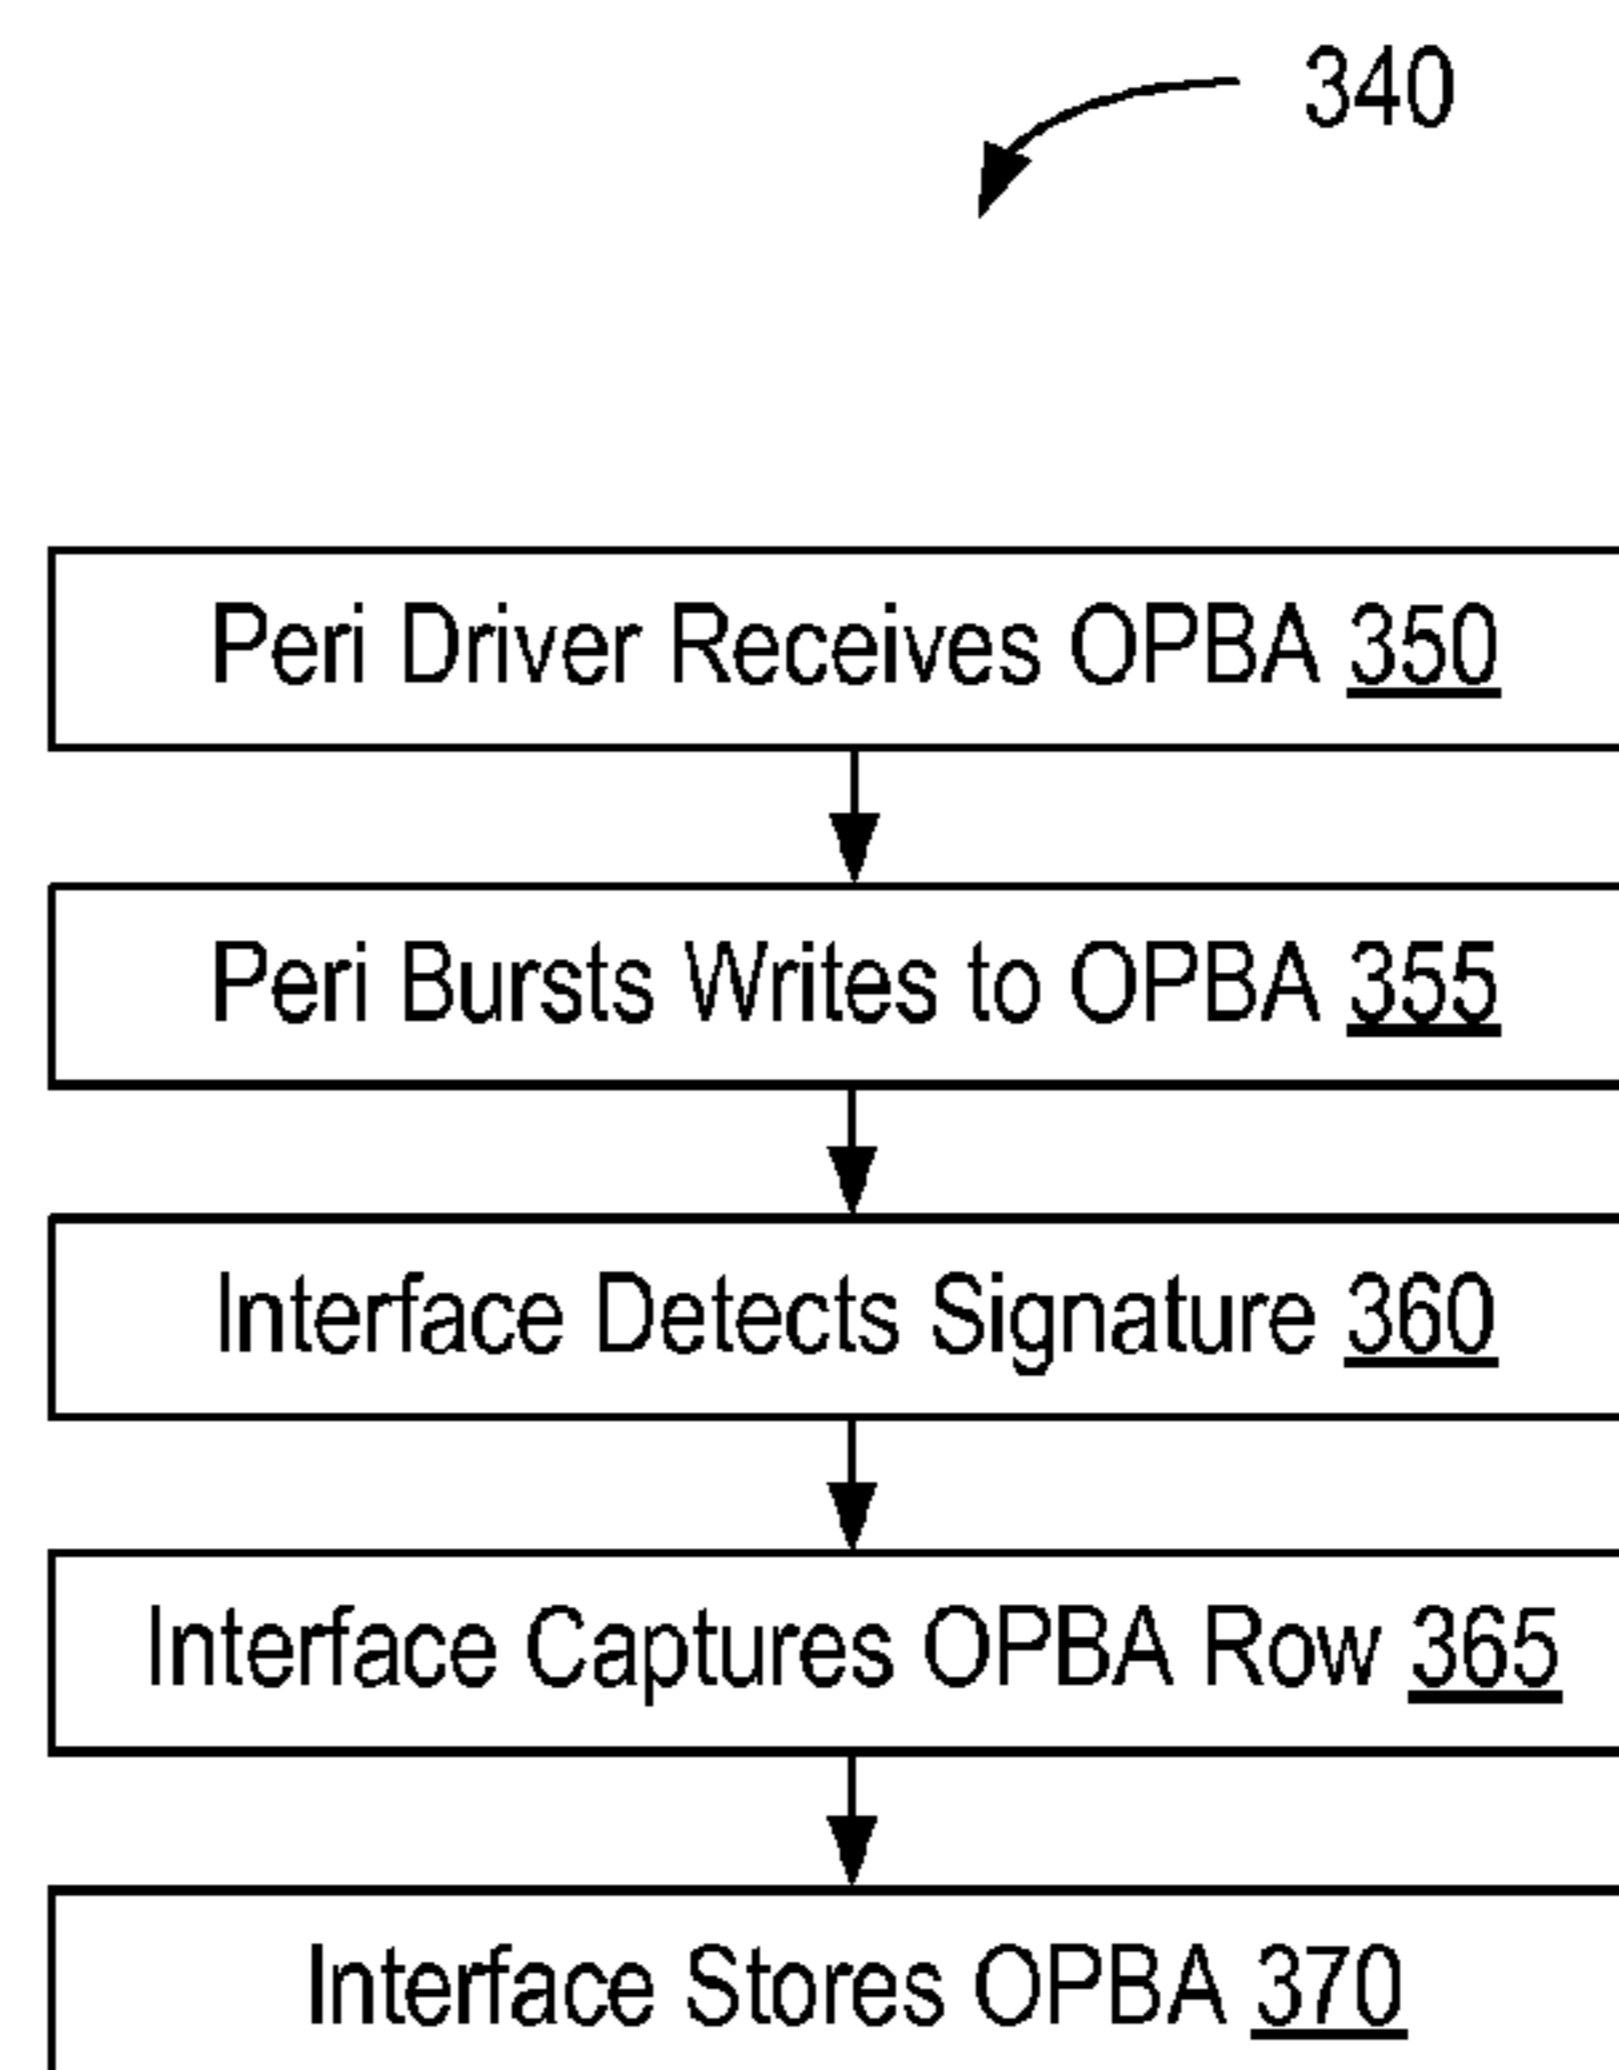 340
Peri Driver Receives OPBA 350
Peri Bursts Writes to OPBA 355
Interface Detects Signature 360
Interface Captures OPBA Row 365
Interface Stores OPBA 370